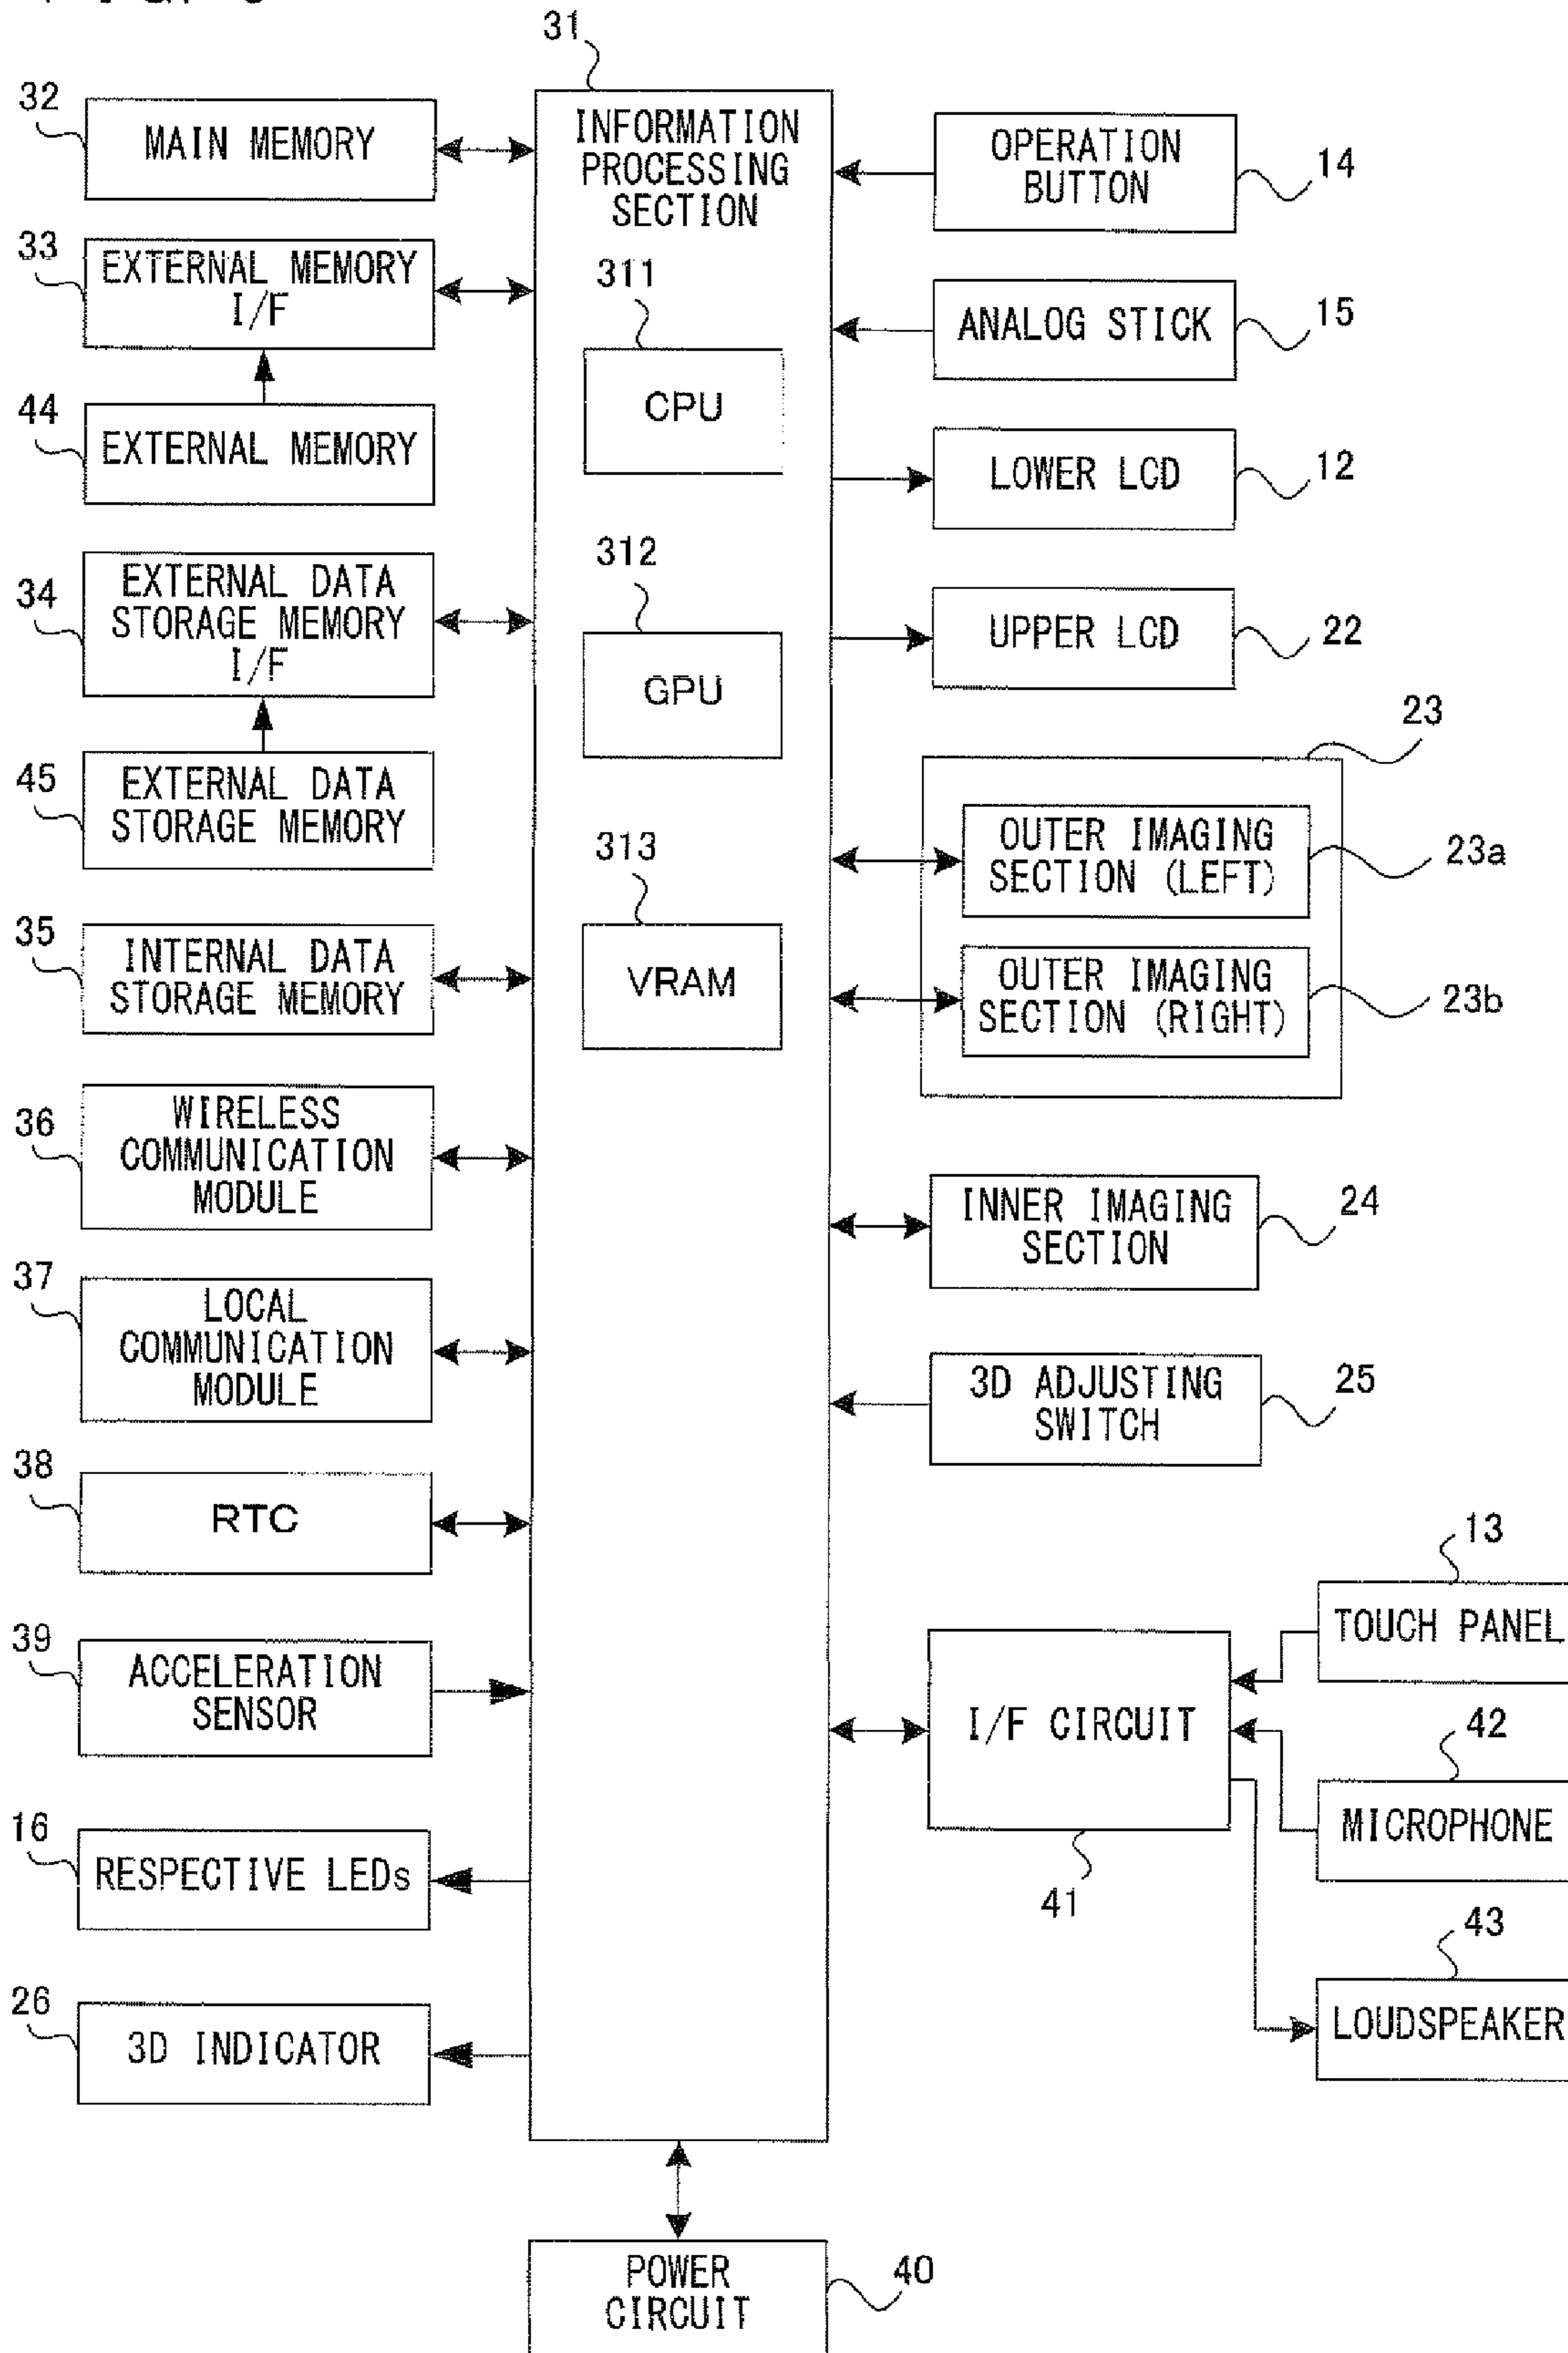 31
32
MAIN MEMORY
33
EXTERNAL MEMORY
I/F
44
EXTERNAL MEMORY
34
EXTERNAL DATA
STORAGE MEMORY
I/F
45
EXTERNAL DATA
STORAGE MEMORY
35
INTERNAL DATA
STORAGE MEMORY
36
WIRELESS
COMMUNICATION
MODULE
37
LOCAL
COMMUNICATION
MODULE
38
RTC
39
ACCELERATION
SENSOR
16
RESPECTIVE LEDs
26
3D INDICATOR
INFORMATION
PROCESSING
SECTION
311
CPU
312
GPU
313
VRAM
OPERATION
BUTTON
14
ANALOG STICK
15
LOWER LCD
12
UPPER LCD
22
23
OUTER IMAGING
SECTION (LEFT)
23a
OUTER IMAGING
SECTION (RIGHT)
23b
INNER IMAGING
SECTION
24
3D ADJUSTING
SWITCH
25
13
TOUCH PANEL
I/F CIRCUIT
41
42
MICROPHONE
43
LOUDSPEAKER
POWER
CIRCUIT
40